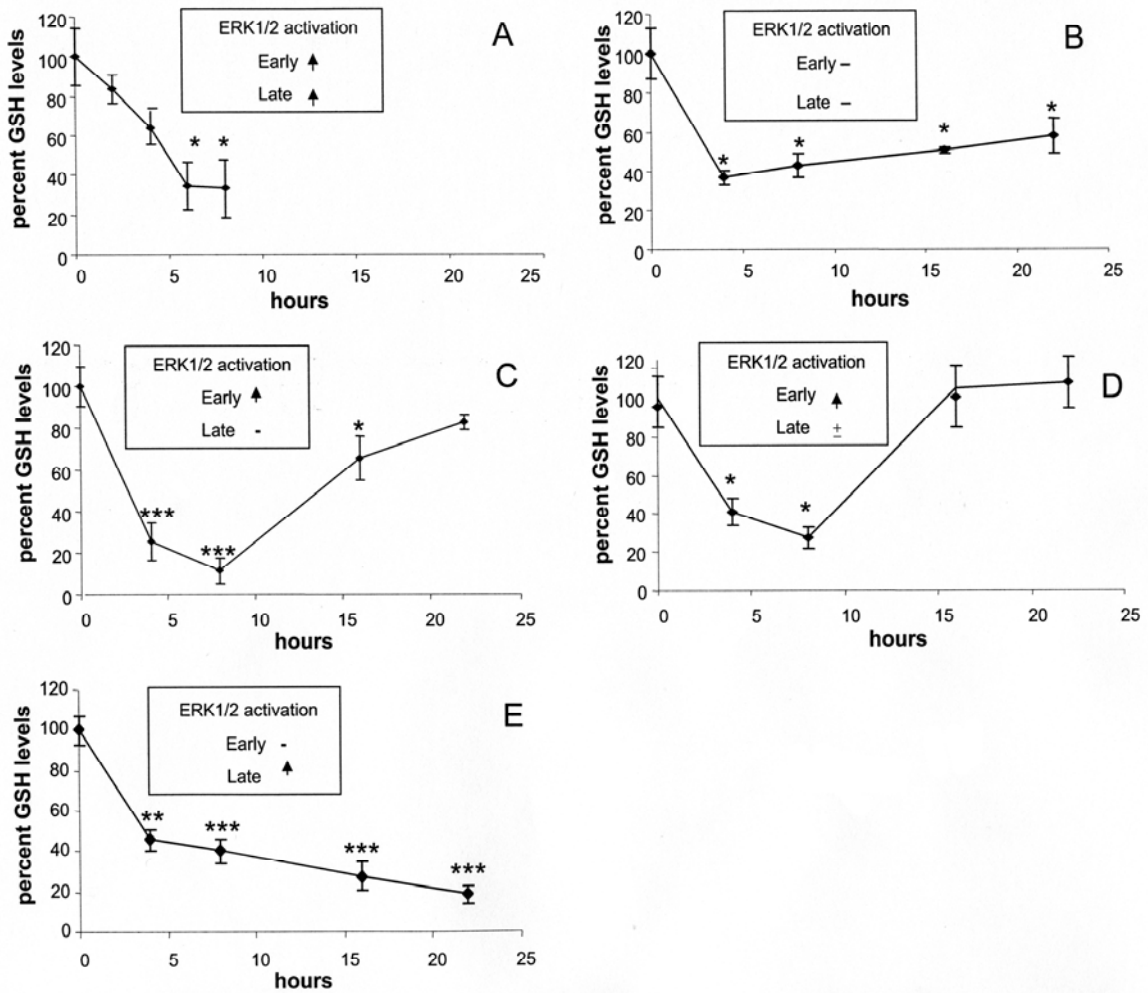 A
percent GSH levels
120
100
80
60
40
20
0
ERK1/2 activation
Early ↑
Late ↑
*
*
0
5
10
15
20
25
hours
B
percent GSH levels
120
100
80
60
40
20
0
ERK1/2 activation
Early –
Late –
*
*
*
*
0
5
10
15
20
25
hours
C
percent GSH levels
120
100
80
60
40
20
0
ERK1/2 activation
Early ↑
Late -
***
***
*
0
5
10
15
20
25
hours
D
percent GSH levels
120
100
80
60
40
20
0
ERK1/2 activation
Early ↑
Late ±
*
*
0
5
10
15
20
25
hours
E
percent GSH levels
120
100
80
60
40
20
0
ERK1/2 activation
Early -
Late ↑
**
***
***
***
0
5
10
15
20
25
hours